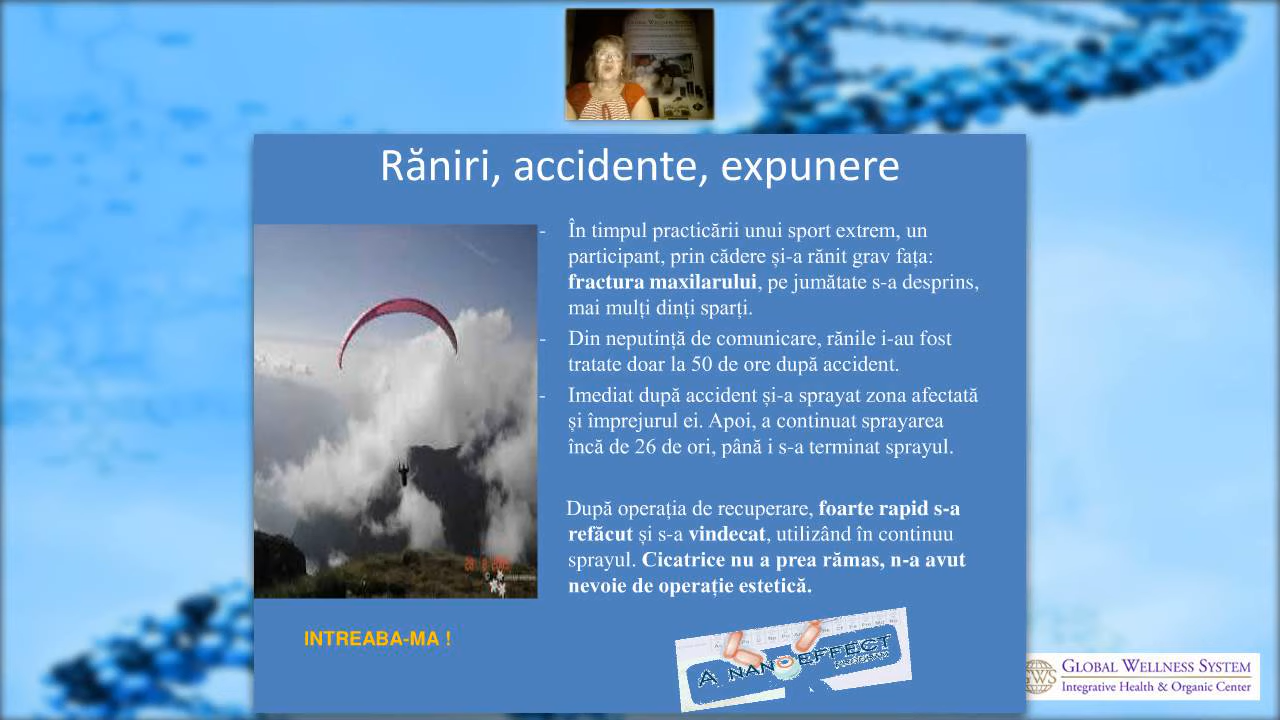 Răniri, accidente, expunere
- În timpul practicării unui sport extrem, un
participant, prin cădere și-a rănit grav fața:
fractura maxilarului, pe jumătate s-a desprins,
mai mulți dinți sparți.
- Din neputință de comunicare, rănile i-au fost
tratate doar la 50 de ore după accident.
- Imediat după accident și-a sprayat zona afectată
și împrejurul ei. Apoi, a continuat sprayarea
încă de 26 de ori, până i s-a terminat sprayul.
După operația de recuperare, foarte rapid s-a
refăcut și s-a vindecat, utilizând în continuu
sprayul. Cicatrice nu a prea rămas, n-a avut
nevoie de operație estetică.
INTREABA-MA !
A NANOEFFECT
GWS
GLOBAL WELLNESS SYSTEM
Integrative Health & Organic Center